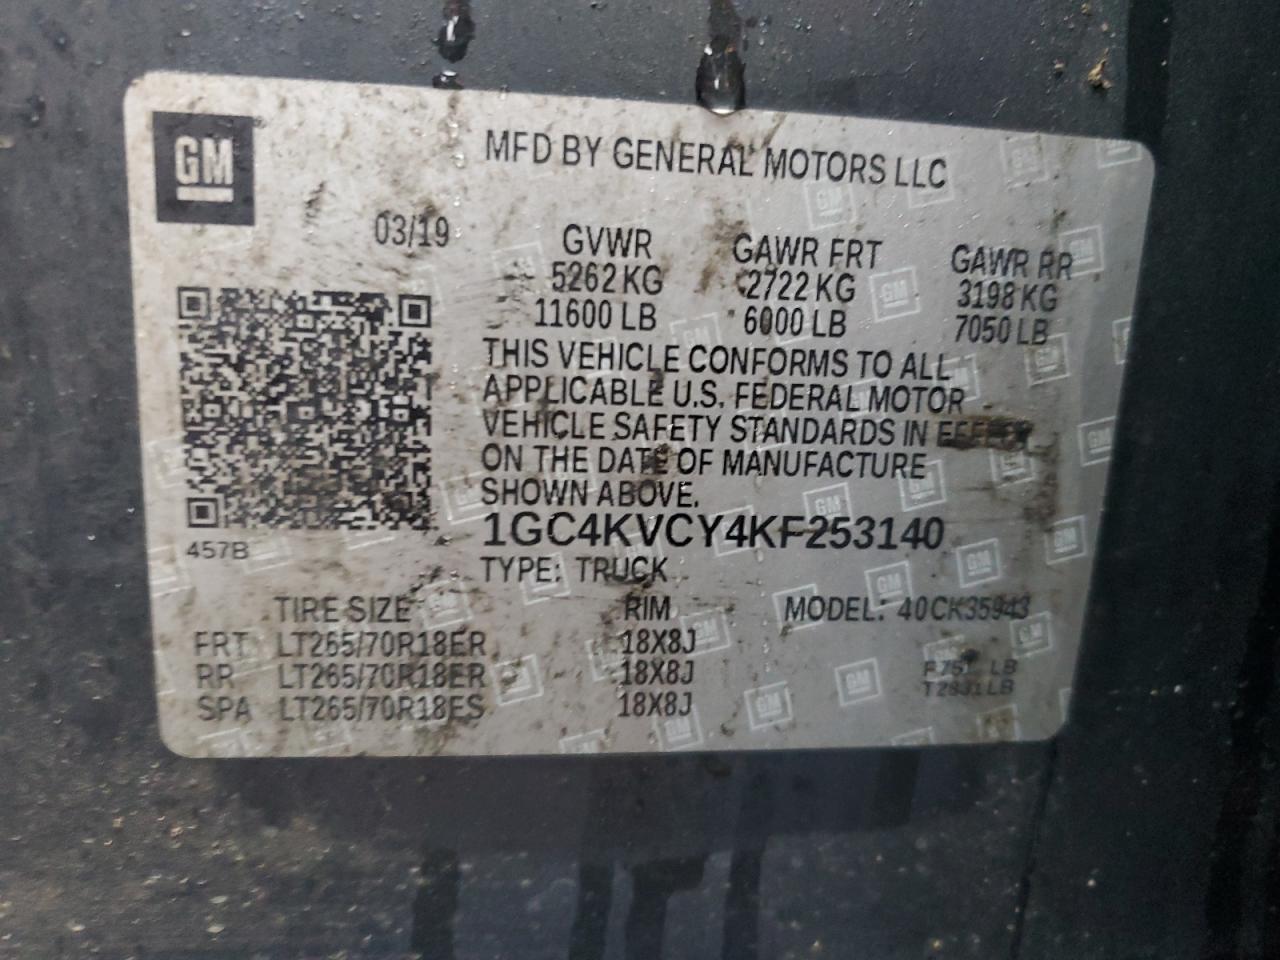 GM
MFD BY GENERAL MOTORS LLC
03/19
GVWR GAWR FRT GAWR RR
5262 KG 2722 KG 3198 KG
11600 LB 6000 LB 7050 LB
THIS VEHICLE CONFORMS TO ALL
APPLICABLE U.S. FEDERAL MOTOR
VEHICLE SAFETY STANDARDS IN EFFECT
ON THE DATE OF MANUFACTURE
SHOWN ABOVE.
1GC4KVCY4KF253140
457B
TYPE: TRUCK
TIRE SIZE RIM MODEL: 40CK35943
FRT LT265/70R18ER 18X8J
RR LT265/70R18ER 18X8J
SPA LT265/70R18ES 18X8J
LB